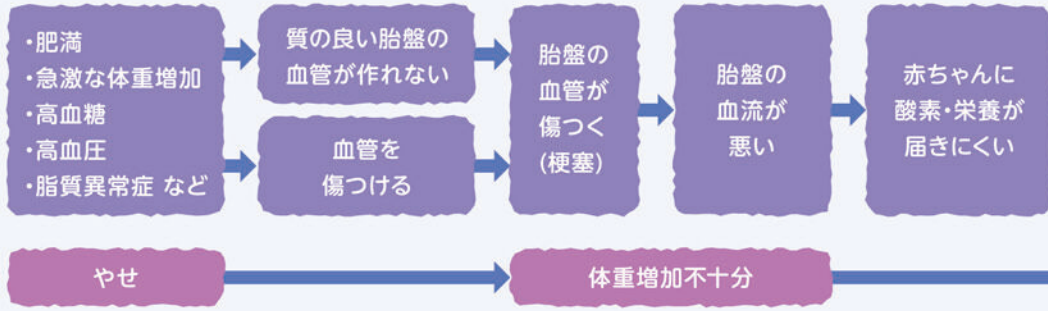 ・肥満
・急激な体重増加
・高血糖
・高血圧
・脂質異常症 など
質の良い胎盤の
血管が作れない
血管を
傷つける
胎盤の
血管が
傷つく
(梗塞)
胎盤の
血流が
悪い
赤ちゃんに
酸素・栄養が
届きにくい
やせ
体重増加不十分